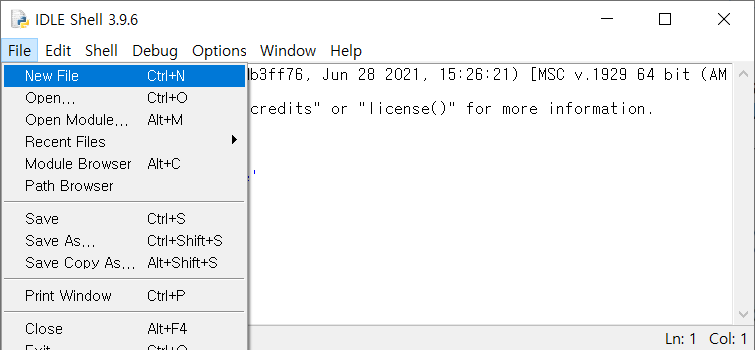 IDLE Shell 3.9.6
File Edit Shell Debug Options Window Help
New File Ctrl+N
Open... Ctrl+O
Open Module... Alt+M
Recent Files
Module Browser Alt+C
Path Browser
Save Ctrl+S
Save As... Ctrl+Shift+S
Save Copy As... Alt+Shift+S
Print Window Ctrl+P
Close Alt+F4
Exit Ctrl+Q
b3ff76, Jun 28 2021, 15:26:21) [MSC v.1929 64 bit (AM
credits" or "license()" for more information.
'
Ln: 1 Col: 1